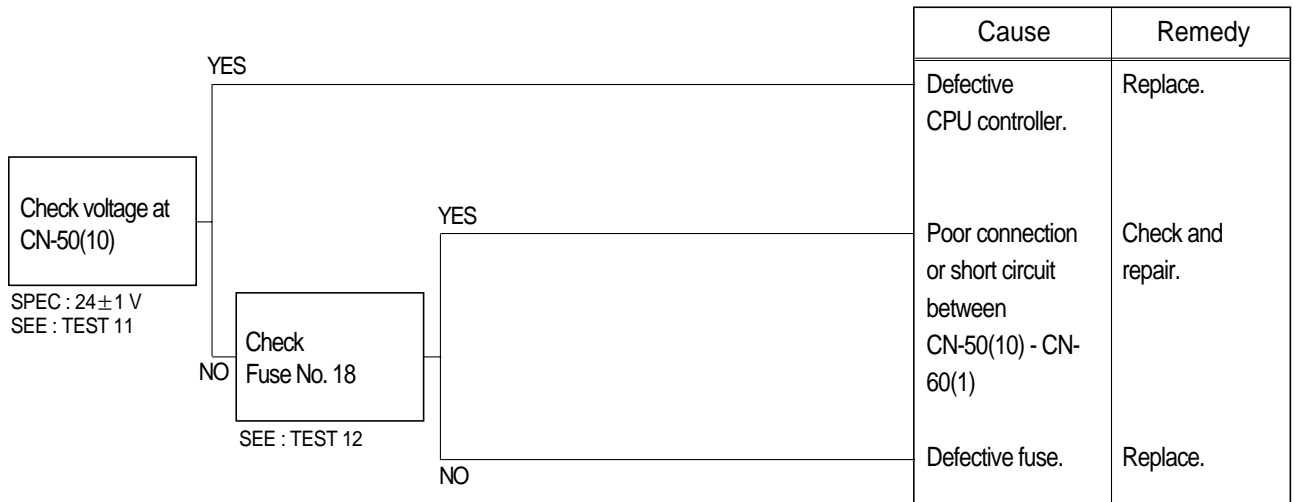 Cause Remedy
YES
Defective Replace.
CPU controller.
Check voltage at
CN-50(10)
YES
Poor connection Check and
or short circuit repair.
between
CN-50(10) - CN-
60(1)
SPEC : 24±1 V
SEE : TEST 11
Check
Fuse No. 18
NO
SEE : TEST 12
Defective fuse. Replace.
NO